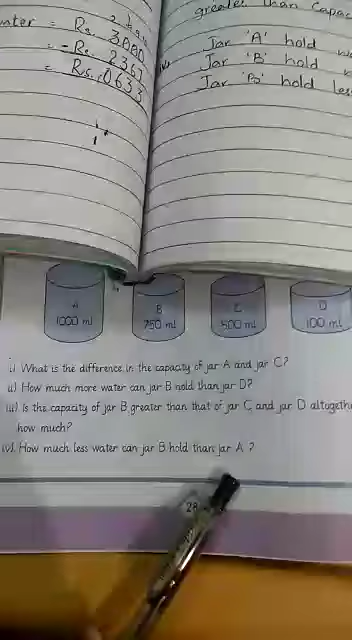 water = Rs. 3000
= - Rs. 2367
= Rs. 0633
greater than capac
Jar 'A' hold
Jar 'B' hold
Jar 'B' hold les
A
1000 ml
B
750 ml
C
500 ml
D
100 ml
i) What is the difference in the capacity of jar A and jar C?
ii) How much more water can jar B hold than jar D?
iii) Is the capacity of jar B greater than that of jar C and jar D altogethe
how much?
iv) How much less water can jar B hold than jar A ?
28